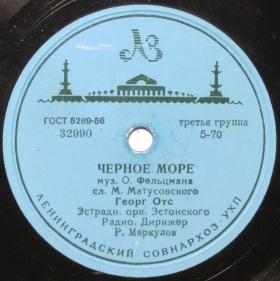 ЛЗ
ГОСТ 5289-56
третья группа
32990
5-70
ЧЕРНОЕ МОРЕ
муз. О. Фельцмана
сл. М. Матусовского
Георг Отс
Эстрадн. орк. Эстонского
Радио. Дирижер
Р. Меркулов
ЛЕНИНГРАДСКИЙ СОВНАРХОЗ·УХП